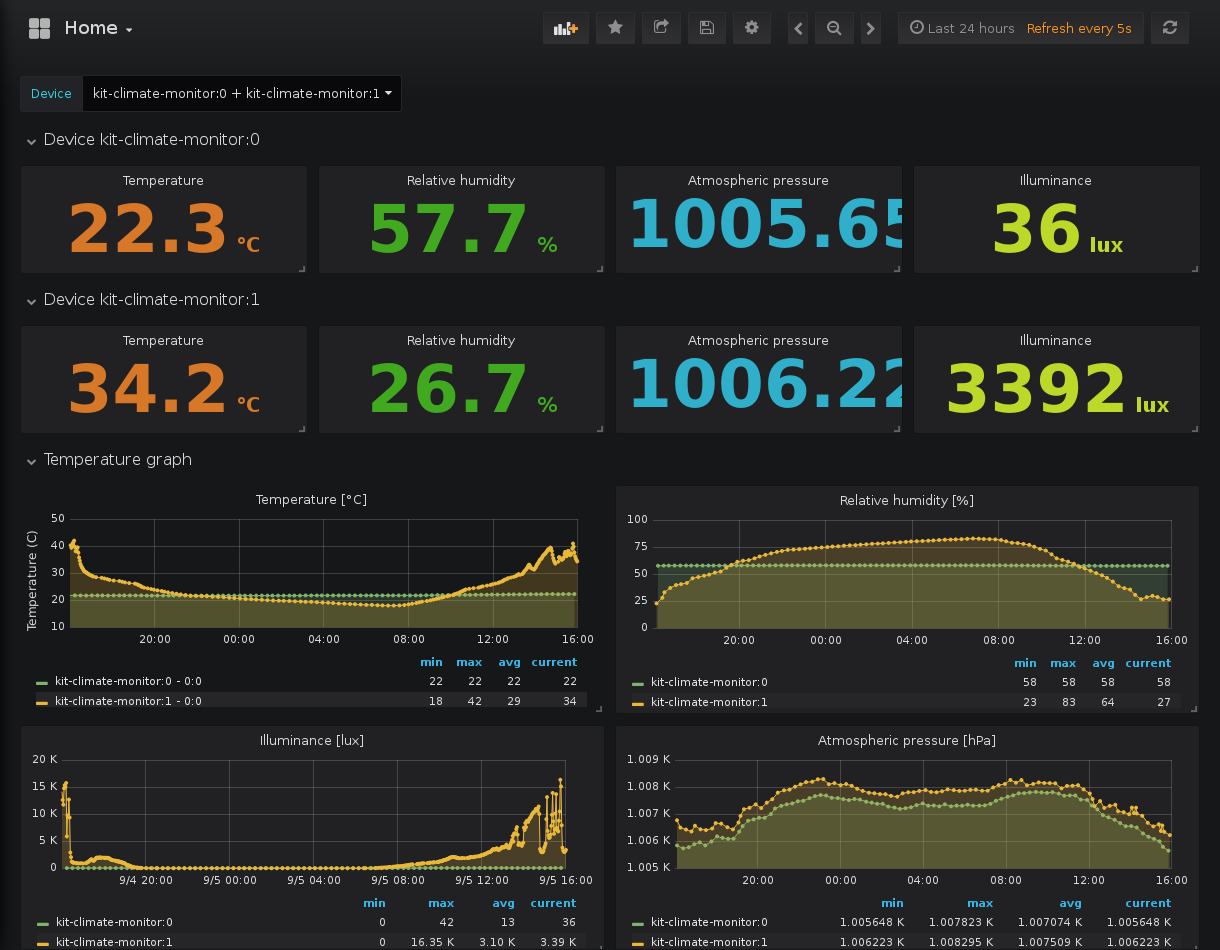 Home
Last 24 hours Refresh every 5s
Device kit-climate-monitor:0 + kit-climate-monitor:1
Device kit-climate-monitor:0
Temperature
22.3 °C
Relative humidity
57.7 %
Atmospheric pressure
1005.65
Illuminance
36 lux
Device kit-climate-monitor:1
Temperature
34.2 °C
Relative humidity
26.7 %
Atmospheric pressure
1006.22
Illuminance
3392 lux
Temperature graph
Temperature [°C]
Temperature (C)
50
40
30
20
10
20:00 00:00 04:00 08:00 12:00 16:00
min max avg current
kit-climate-monitor:0 - 0:0 22 22 22 22
kit-climate-monitor:1 - 0:0 18 42 29 34
Relative humidity [%]
100
75
50
25
0
20:00 00:00 04:00 08:00 12:00 16:00
min max avg current
kit-climate-monitor:0 58 58 58 58
kit-climate-monitor:1 23 83 64 27
Illuminance [lux]
20 K
15 K
10 K
5 K
0
9/4 20:00 9/5 00:00 9/5 04:00 9/5 08:00 9/5 12:00 9/5 16:00
min max avg current
kit-climate-monitor:0 0 42 13 36
kit-climate-monitor:1 0 16.35 K 3.10 K 3.39 K
Atmospheric pressure [hPa]
1.009 K
1.008 K
1.007 K
1.006 K
1.005 K
20:00 00:00 04:00 08:00 12:00 16:00
min max avg current
kit-climate-monitor:0 1.005648 K 1.007823 K 1.007074 K 1.005648 K
kit-climate-monitor:1 1.006223 K 1.008295 K 1.007509 K 1.006223 K